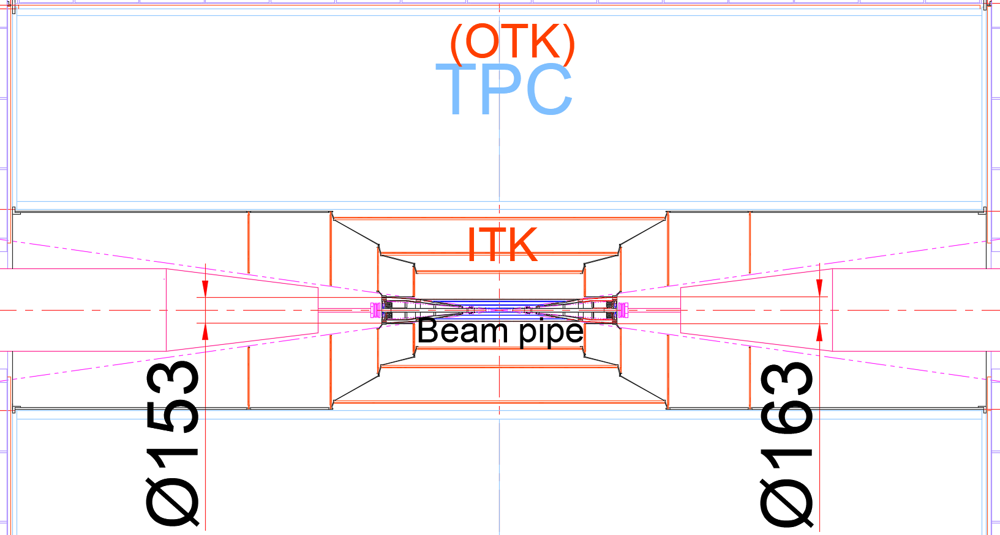 (OTK)
TPC
ITK
Beam pipe
Ø153
Ø163